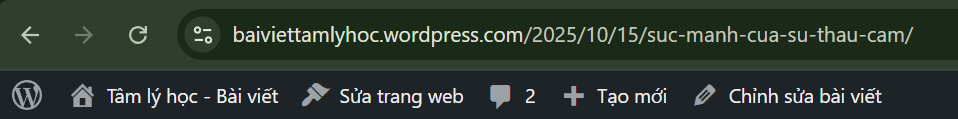 baiviettamlyhoc.wordpress.com/2025/10/15/suc-manh-cua-su-thau-cam/
Tâm lý học - Bài viết Sửa trang web 2 Tạo mới Chỉnh sửa bài viết